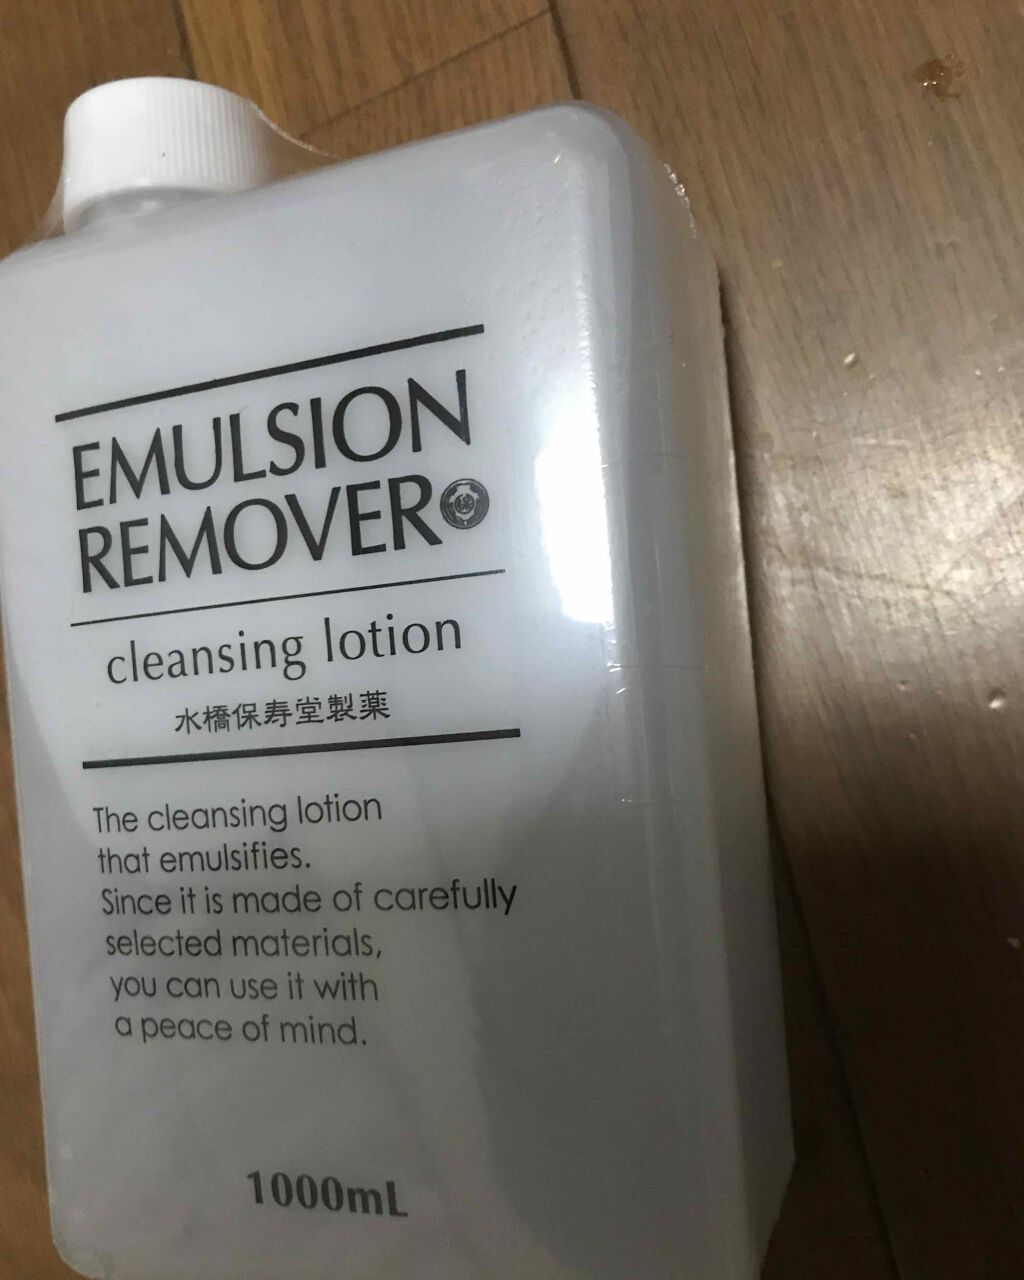 EMULSION
REMOVER
cleansing lotion
水橋保寿堂製薬
The cleansing lotion
that emulsifies.
Since it is made of carefully
selected materials,
you can use it with
a peace of mind.
1000mL